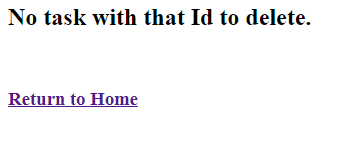 No task with that Id to delete.
Return to Home